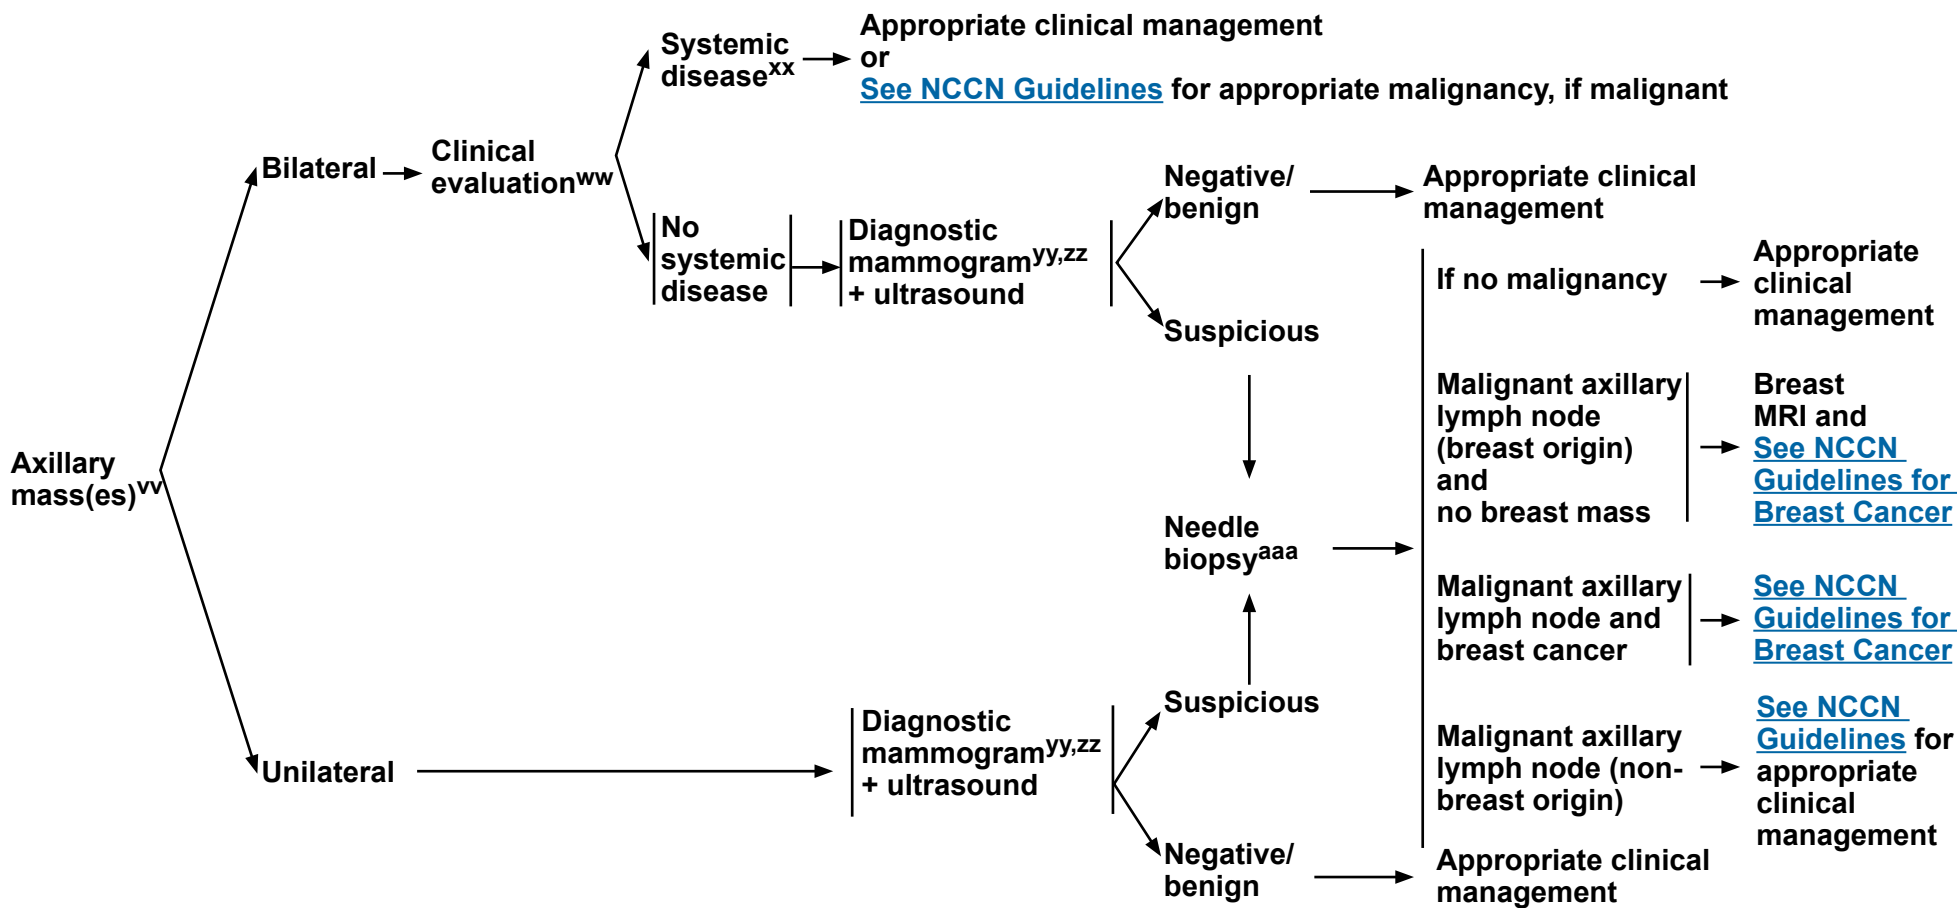 Systemic
disease^xx
Appropriate clinical management
or
See NCCN Guidelines for appropriate malignancy, if malignant
Bilateral
Clinical
evaluation^ww
No
systemic
disease
Diagnostic
mammogram^yy,zz
+ ultrasound
Negative/
benign
Appropriate clinical
management
Suspicious
Axillary
mass(es)^vv
Needle
biopsy^aaa
If no malignancy
Appropriate
clinical
management
Malignant axillary
lymph node
(breast origin)
and
no breast mass
Breast
MRI and
See NCCN
Guidelines for
Breast Cancer
Malignant axillary
lymph node and
breast cancer
See NCCN
Guidelines for
Breast Cancer
Malignant axillary
lymph node (non-
breast origin)
See NCCN
Guidelines for
appropriate
clinical
management
Unilateral
Diagnostic
mammogram^yy,zz
+ ultrasound
Suspicious
Negative/
benign
Appropriate clinical
management